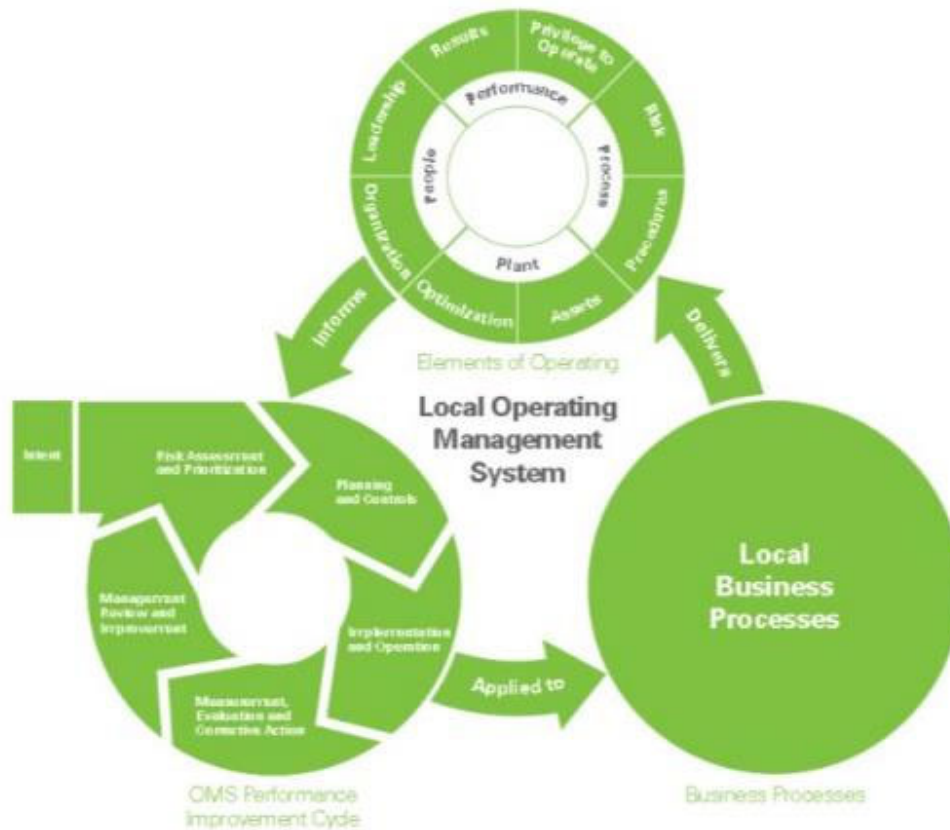 Results
Privilege to
Operate
Leadership
Risk
Performance
People
Process
Organization
Procedures
Plant
Optimization
Assets
Informs
Delivers
Elements of Operating
Local Operating
Management
System
Intent
Risk Assessment
and Prioritization
Planning
and Controls
Local
Business
Processes
Management
Review and
Improvement
Implementation
and Operation
Applied to
Measurement,
Evaluation and
Corrective Action
OMS Performance
Improvement Cycle
Business Processes